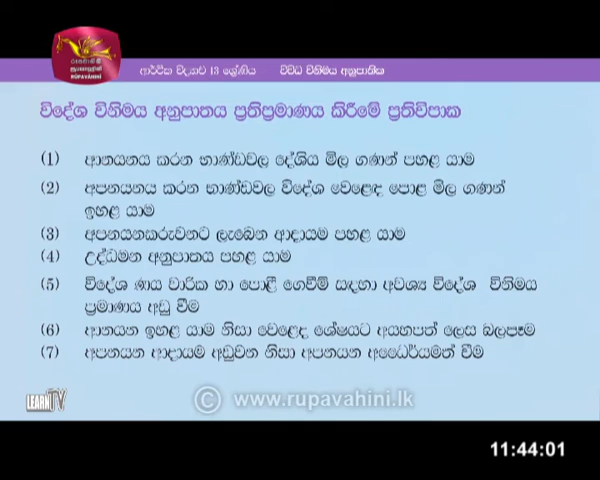 රූපවාහිනී
RUPAVAHINI
ආර්ථික විද්‍යාව 13 ශ්‍රේණිය විවිධ විනිමය අනුපාතික
විදේශ විනිමය අනුපාතය ප්‍රතිප්‍රමාණය කිරීමේ ප්‍රතිවිපාක
(1) ආනයනය කරන භාණ්ඩවල දේශිය මිල ගණන් පහළ යාම
(2) අපනයනය කරන භාණ්ඩවල විදේශ වෙළෙඳ පොළ මිල ගණන්
ඉහළ යාම
(3) අපනයනකරුවනට ලැබෙන ආදායම පහළ යාම
(4) උද්ධමන අනුපාතය පහළ යාම
(5) විදේශ ණය වාරික හා පොළී ගෙවීම් සඳහා අවශ්‍ය විදේශ විනිමය
ප්‍රමාණය අඩු වීම
(6) ආනයන ඉහළ යාම නිසා වෙළෙද ශේෂයට අයහපත් ලෙස බලපෑම
(7) අපනයන ආදායම අඩුවන නිසා අපනයන අධෛර්යමත් වීම
LEARN TV
© www.rupavahini.lk
11:44:01